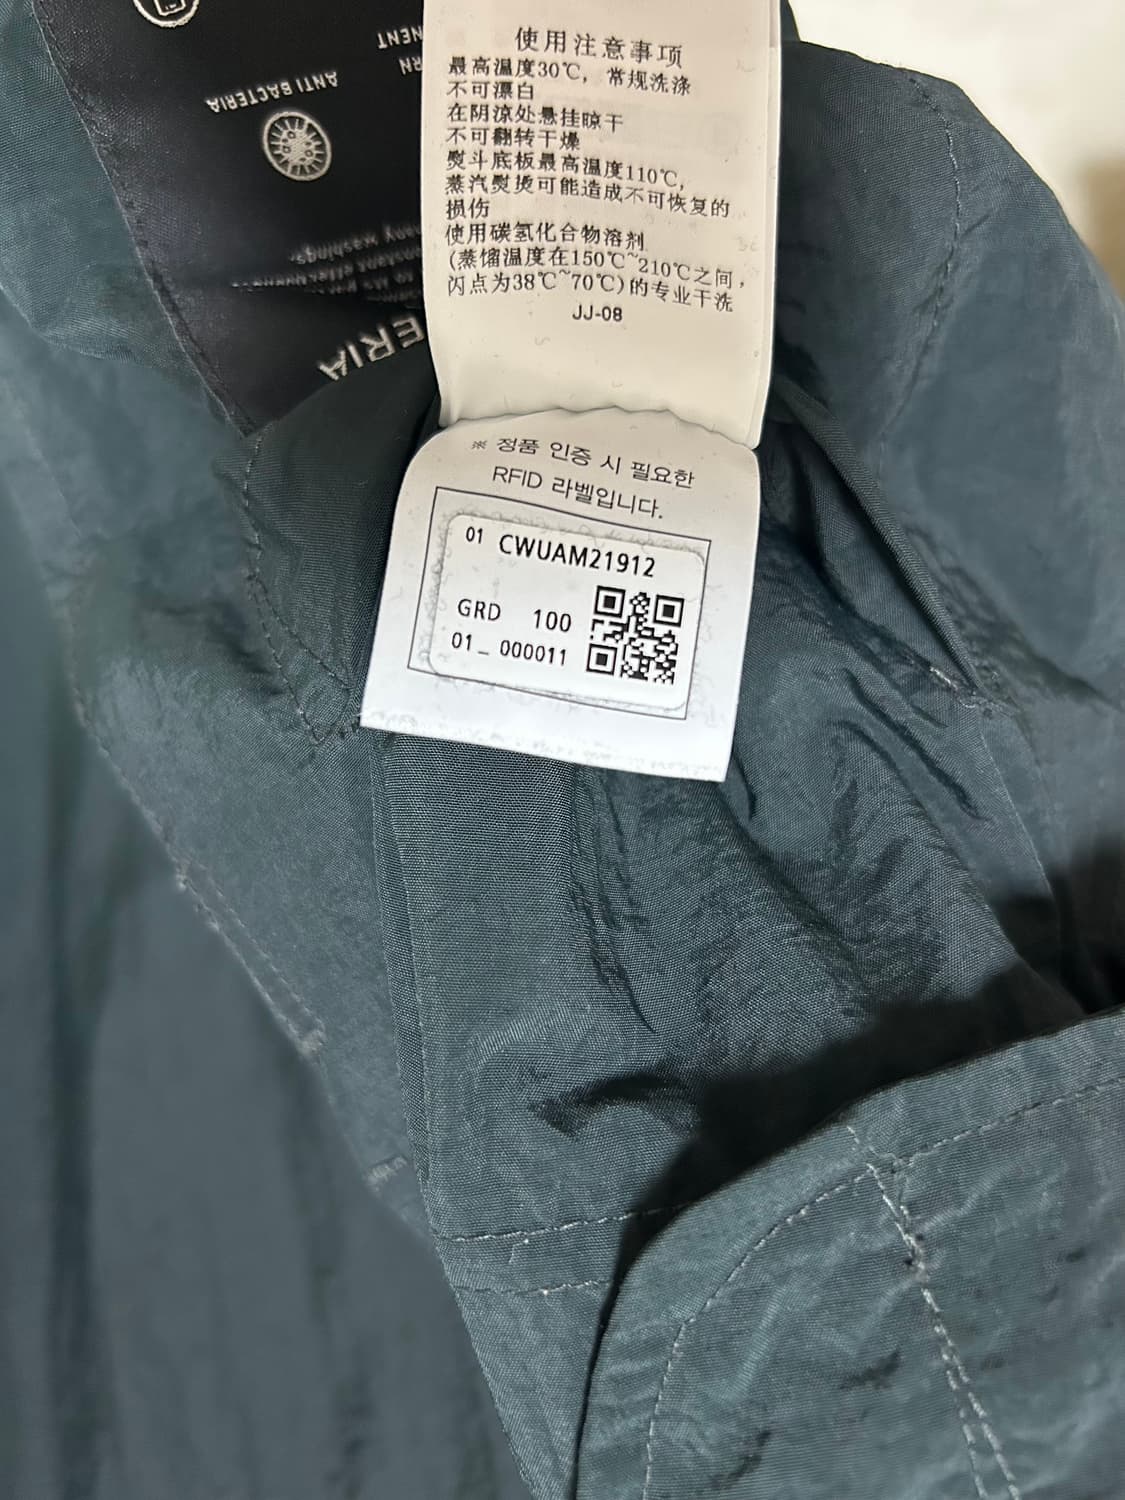 使用注意事项
最高温度30℃，常规洗涤
不可漂白
在阴凉处悬挂晾干
不可翻转干燥
熨斗底板最高温度110℃，
蒸汽熨烫可能造成不可恢复的
损伤
使用碳氢化合物溶剂
(蒸馏温度在150℃~210℃之间，
闪点为38℃~70℃)的专业干洗
JJ-08
※ 정품 인증 시 필요한
RFID 라벨입니다.
01 CWUAM21912
GRD 100
01_ 000011
ANTI BACTERIA
any washings.